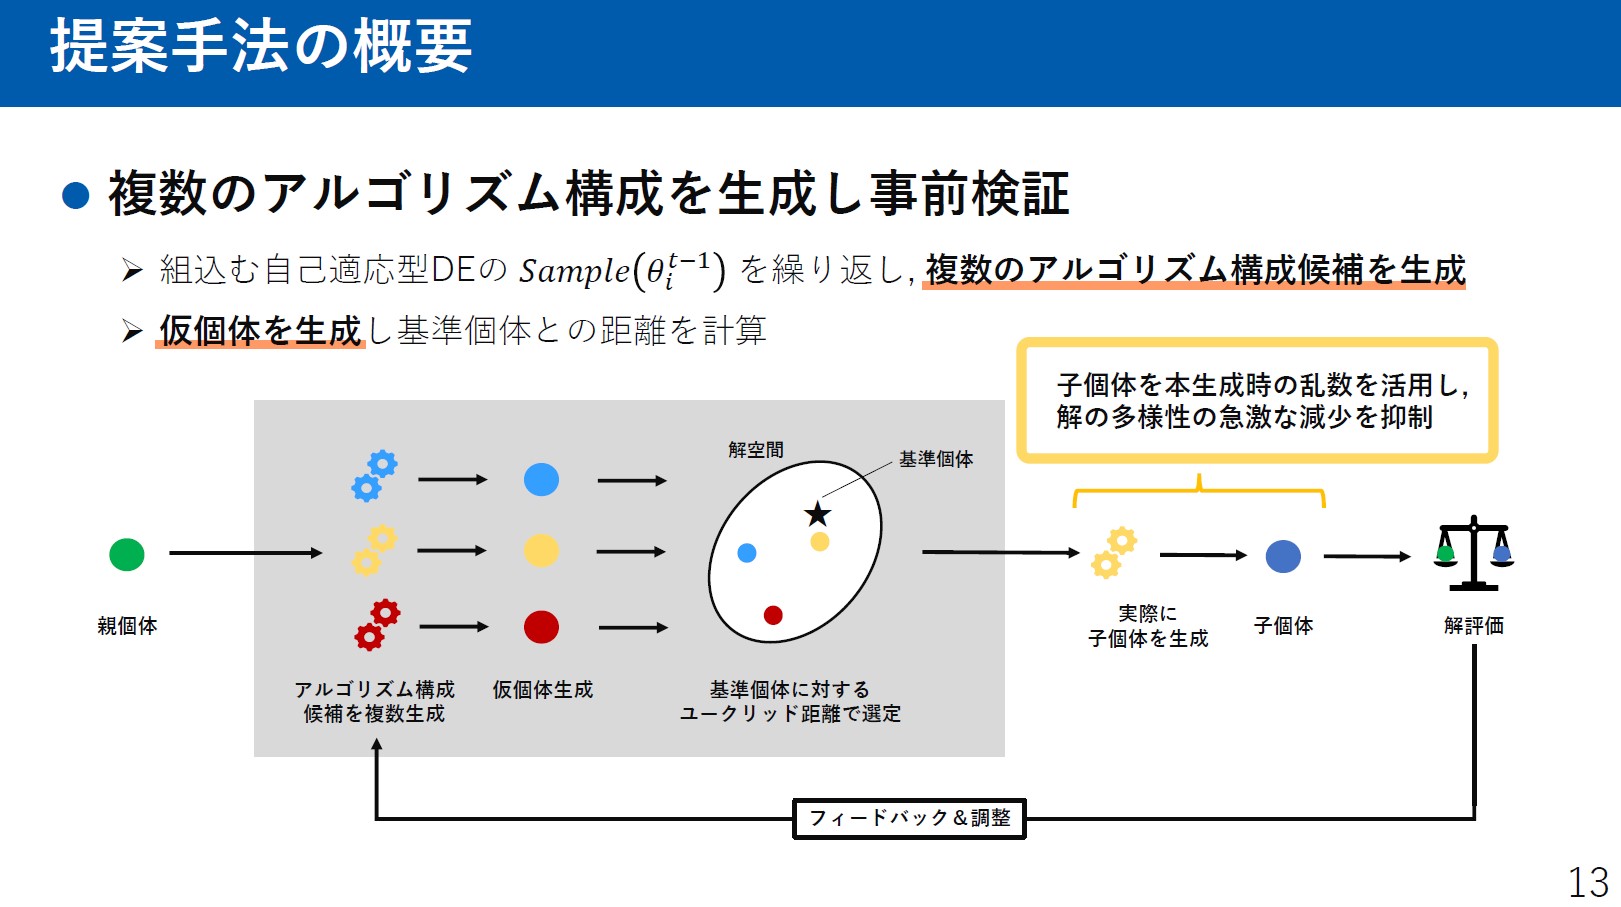 提案手法の概要
● 複数のアルゴリズム構成を生成し事前検証
➢ 組込む自己適応型DEの Sample(θ_i^{t−1}) を繰り返し, 複数のアルゴリズム構成候補を生成
➢ 仮個体を生成し基準個体との距離を計算
子個体を本生成時の乱数を活用し,
解の多様性の急激な減少を抑制
解空間
基準個体
親個体
アルゴリズム構成
候補を複数生成
仮個体生成
基準個体に対する
ユークリッド距離で選定
実際に
子個体を生成
子個体
解評価
フィードバック＆調整
13